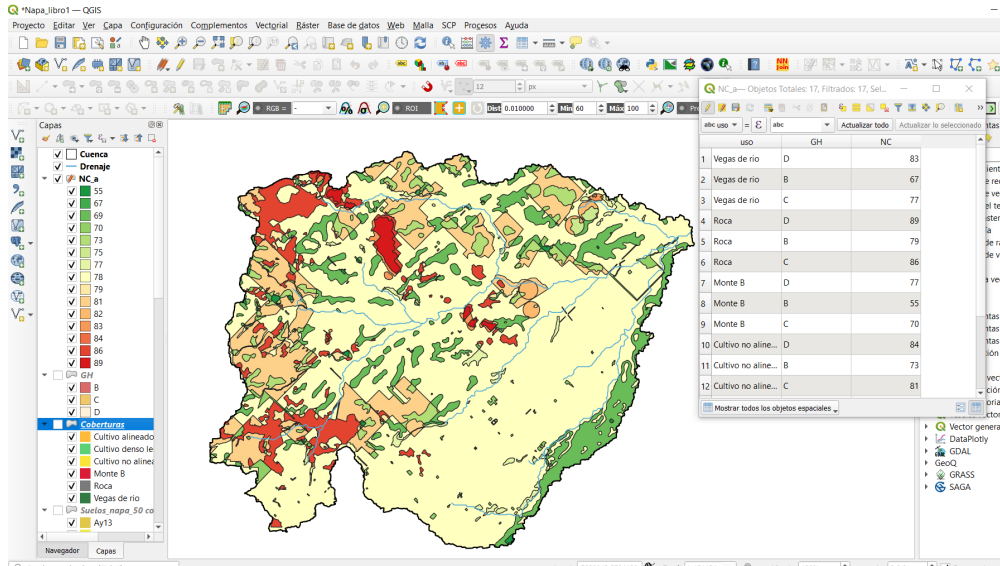 *Napa_libro1 — QGIS
Proyecto Editar Ver Capa Configuración Complementos Vectorial Ráster Base de datos Web Malla SCP Procesos Ayuda
12 px
RGB = - ROI Dist 0.010000 Min 60 Máx 100
Capas
Cuenca
Drenaje
NC_a
55
67
69
70
73
75
77
78
79
81
82
83
84
86
89
GH
B
C
D
Coberturas
Cultivo alineado
Cultivo denso le
Cultivo no alinea
Monte B
Roca
Vegas de rio
Suelos_napa_50 co
Ay13
Navegador Capas
NC_a— Objetos Totales: 17, Filtrados: 17, Sel...
abc uso = ε abc Actualizar todo Actualizar lo seleccionado
uso GH NC
1 Vegas de rio D 83
2 Vegas de rio B 67
3 Vegas de rio C 77
4 Roca D 89
5 Roca B 79
6 Roca C 86
7 Monte B D 77
8 Monte B B 55
9 Monte B C 70
10 Cultivo no aline... D 84
11 Cultivo no aline... B 73
12 Cultivo no aline... C 81
Mostrar todos los objetos espaciales
Vector genera
DataPlotly
GDAL
GeoQ
GRASS
SAGA